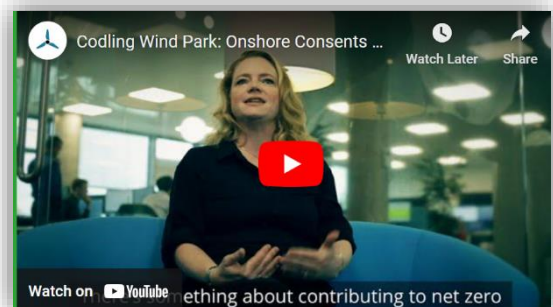 Codling Wind Park: Onshore Consents ...
Watch Later
Share
Watch on YouTube
ething about contributing to net zero